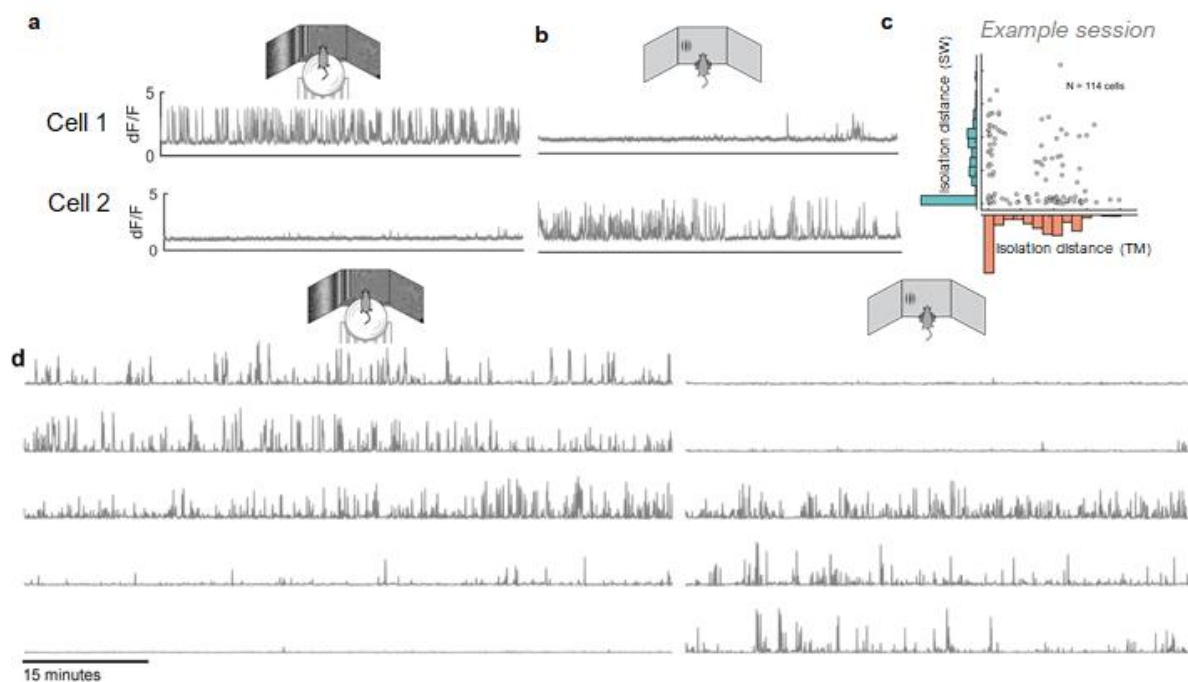 a
b
c
Example session
5
dF/F
0
Cell 1
Isolation distance (SW)
N = 114 cells
5
dF/F
0
Cell 2
Isolation distance (TM)
d
15 minutes